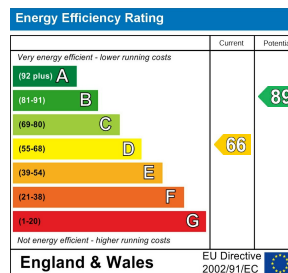 Energy Efficiency Rating
Current
Very energy efficient - lower running costs
(92 plus) A
(81-91) B
89
(69-80) C
(55-68) D
66
(39-54) E
(21-38) F
(1-20) G
Not energy efficient - higher running costs
England & Wales
EU Directive
2002/91/EC